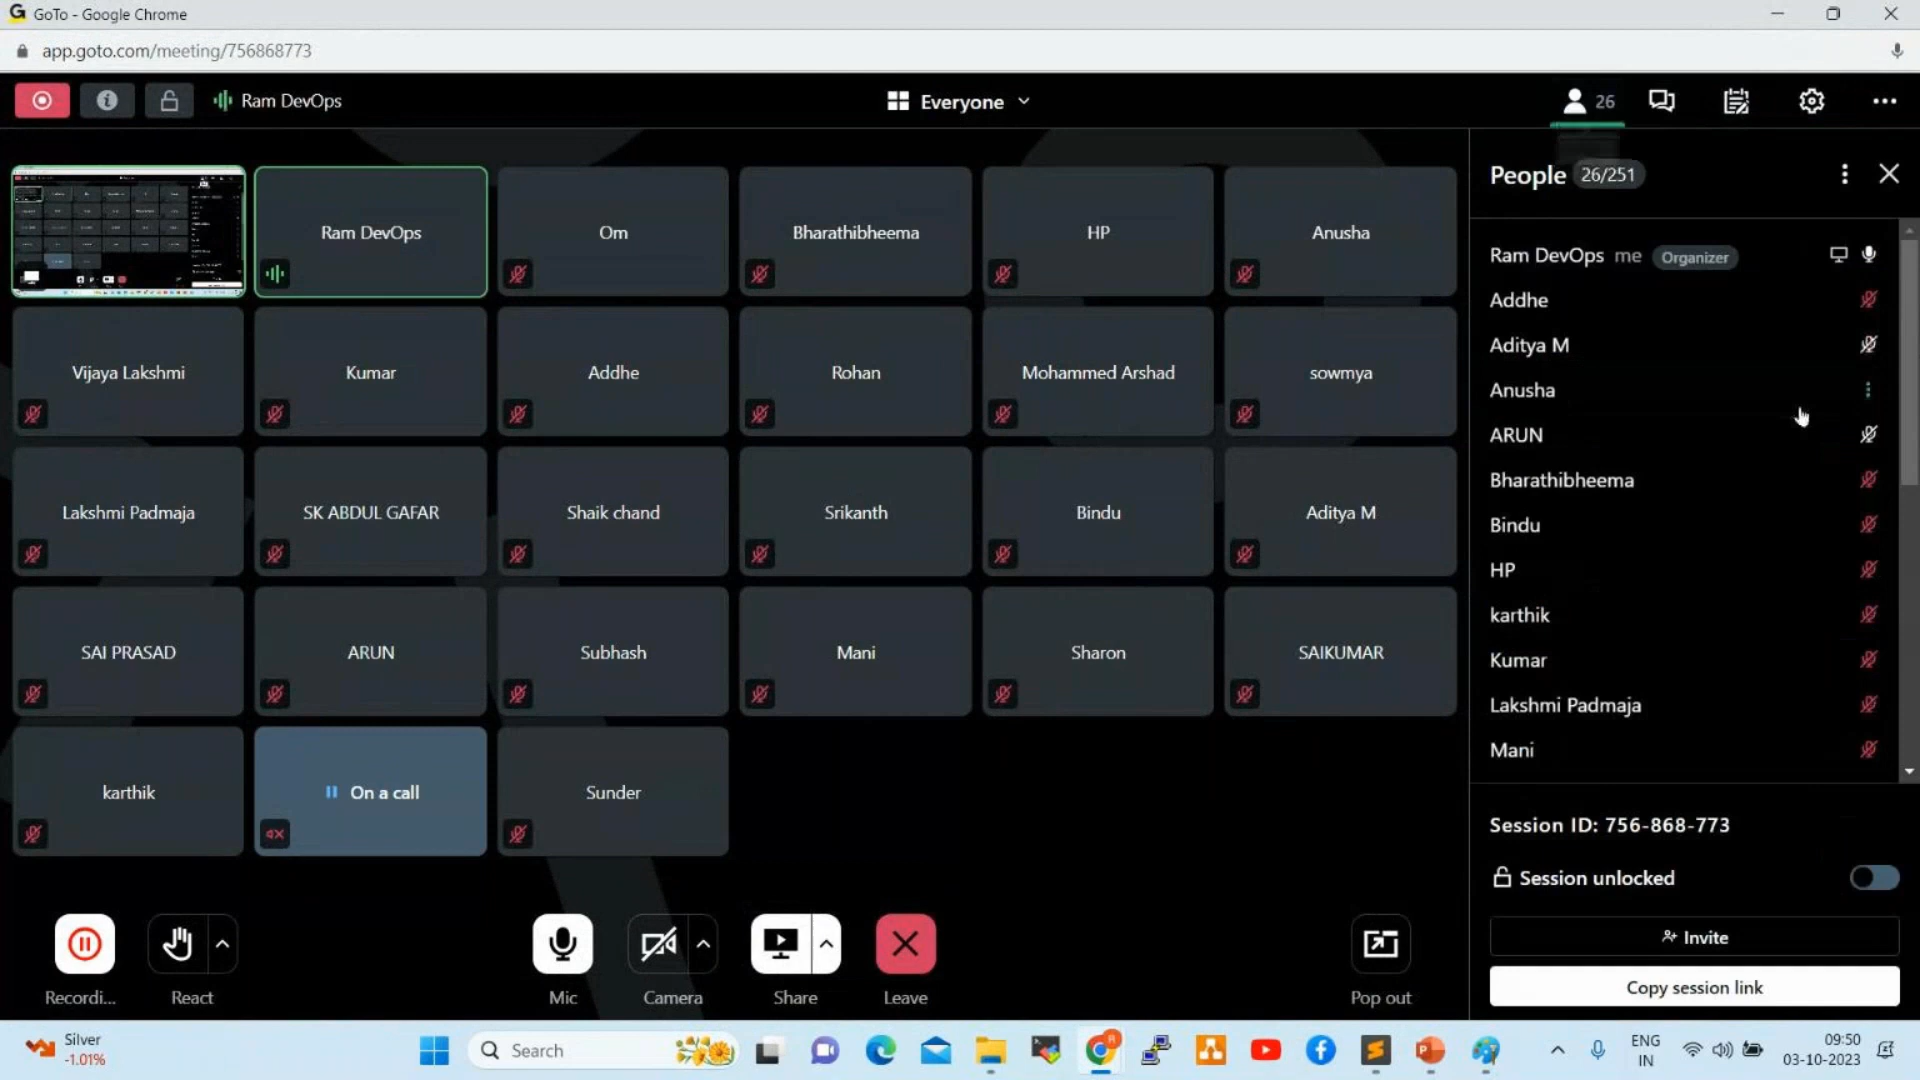 GoTo - Google Chrome
app.goto.com/meeting/756868773
Ram DevOps
Everyone
26
Ram DevOps
Om
Bharathibheema
HP
Anusha
Vijaya Lakshmi
Kumar
Addhe
Rohan
Mohammed Arshad
sowmya
Lakshmi Padmaja
SK ABDUL GAFAR
Shaik chand
Srikanth
Bindu
Aditya M
SAI PRASAD
ARUN
Subhash
Mani
Sharon
SAIKUMAR
karthik
On a call
Sunder
People 26/251
Ram DevOps me Organizer
Addhe
Aditya M
Anusha
ARUN
Bharathibheema
Bindu
HP
karthik
Kumar
Lakshmi Padmaja
Mani
Session ID: 756-868-773
Session unlocked
Invite
Copy session link
Recordi...
React
Mic
Camera
Share
Leave
Pop out
Silver
-1.01%
Search
ENG
IN
09:50
03-10-2023